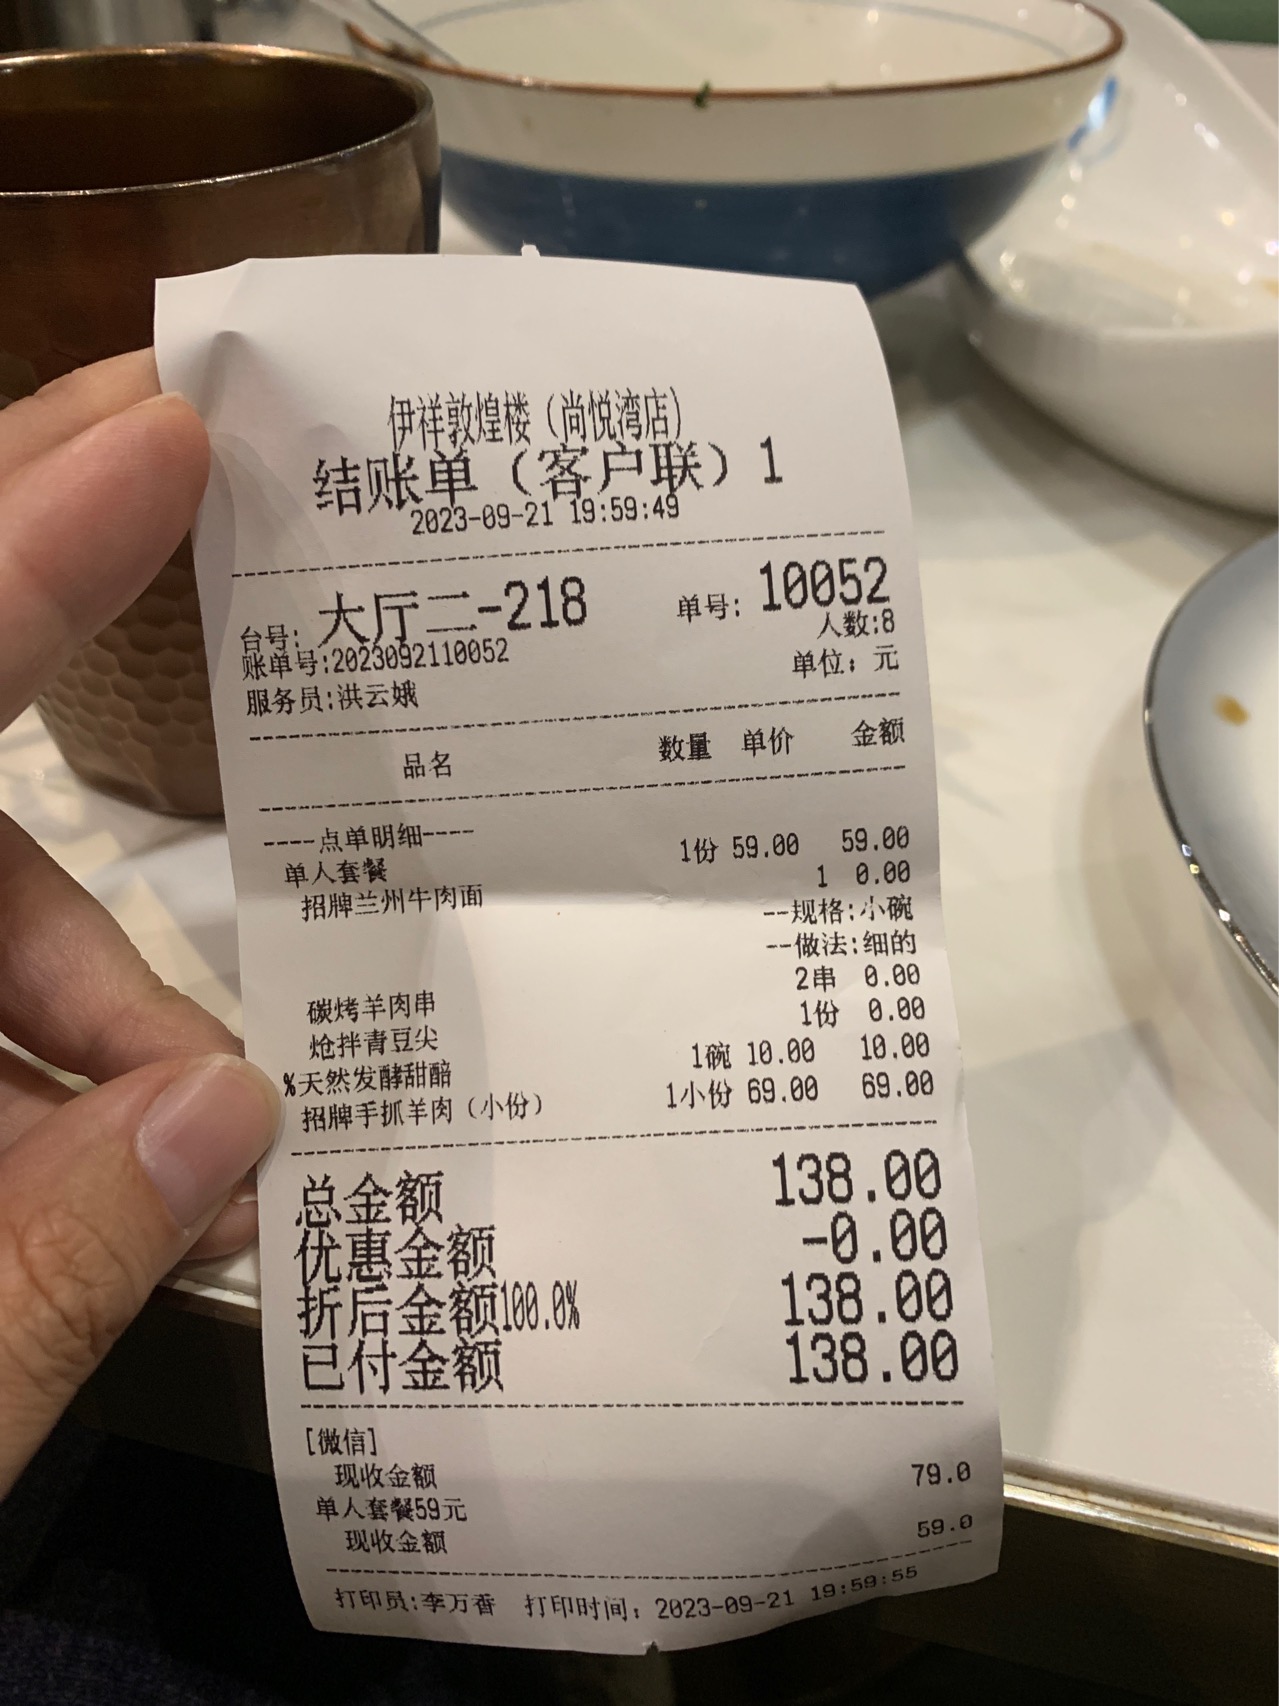 伊祥敦煌楼（尚悦湾店）
结账单（客户联）1
2023-09-21 19:59:49
台号: 大厅二-218 单号: 10052
人数:8
账单号:2023092110052
单位: 元
服务员:洪云娥
品名 数量 单价 金额
----点单明细----
单人套餐 1份 59.00 59.00
招牌兰州牛肉面 1 0.00
--规格:小碗
--做法:细的
碳烤羊肉串 2串 0.00
炝拌青豆尖 1份 0.00
%天然发酵甜醅 1碗 10.00 10.00
招牌手抓羊肉（小份） 1小份 69.00 69.00
总金额 138.00
优惠金额 -0.00
折后金额100.0% 138.00
已付金额 138.00
[微信]
现收金额 79.0
单人套餐59元
现收金额 59.0
打印员:李万香 打印时间: 2023-09-21 19:59:55